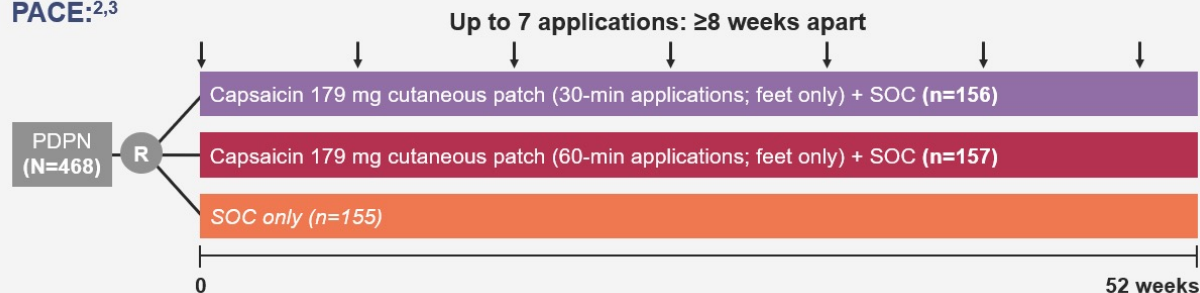 PACE:2,3
Up to 7 applications: ≥8 weeks apart
Capsaicin 179 mg cutaneous patch (30-min applications; feet only) + SOC (n=156)
PDPN
(N=468)
R
Capsaicin 179 mg cutaneous patch (60-min applications; feet only) + SOC (n=157)
SOC only (n=155)
0
52 weeks